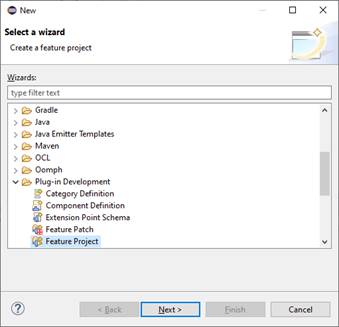 New
Select a wizard
Create a feature project
Wizards:
type filter text
Gradle
Java
Java Emitter Templates
Maven
OCL
Oomph
Plug-in Development
Category Definition
Component Definition
Extension Point Schema
Feature Patch
Feature Project
? < Back Next > Finish Cancel